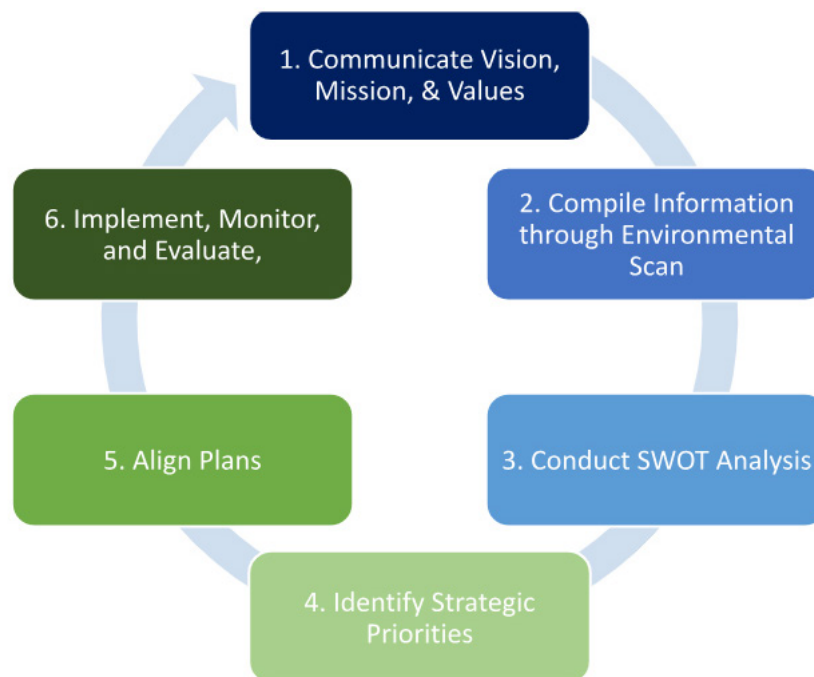 1. Communicate Vision,
Mission, & Values
2. Compile Information
through Environmental
Scan
3. Conduct SWOT Analysis
4. Identify Strategic
Priorities
5. Align Plans
6. Implement, Monitor,
and Evaluate,